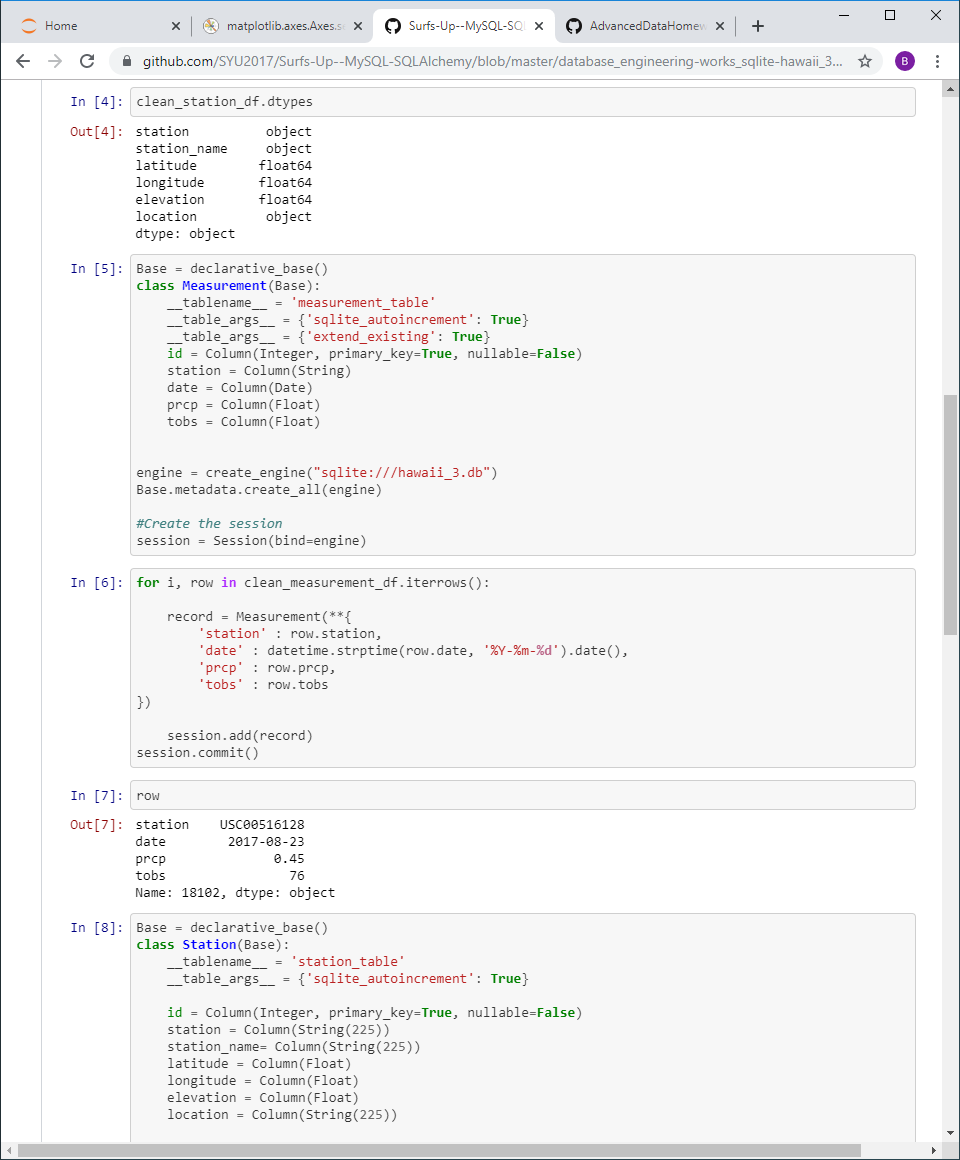 Home
matplotlib.axes.Axes.se
Surfs-Up--MySQL-SQL
AdvancedDataHomew
github.com/SYU2017/Surfs-Up--MySQL-SQLAlchemy/blob/master/database_engineering-works_sqlite-hawaii_3...
B
In [4]: clean_station_df.dtypes
Out[4]: station object
station_name object
latitude float64
longitude float64
elevation float64
location object
dtype: object
In [5]: Base = declarative_base()
class Measurement(Base):
__tablename__ = 'measurement_table'
__table_args__ = {'sqlite_autoincrement': True}
__table_args__ = {'extend_existing': True}
id = Column(Integer, primary_key=True, nullable=False)
station = Column(String)
date = Column(Date)
prcp = Column(Float)
tobs = Column(Float)
engine = create_engine("sqlite:///hawaii_3.db")
Base.metadata.create_all(engine)
#Create the session
session = Session(bind=engine)
In [6]: for i, row in clean_measurement_df.iterrows():
record = Measurement(**{
'station' : row.station,
'date' : datetime.strptime(row.date, '%Y-%m-%d').date(),
'prcp' : row.prcp,
'tobs' : row.tobs
})
session.add(record)
session.commit()
In [7]: row
Out[7]: station USC00516128
date 2017-08-23
prcp 0.45
tobs 76
Name: 18102, dtype: object
In [8]: Base = declarative_base()
class Station(Base):
__tablename__ = 'station_table'
__table_args__ = {'sqlite_autoincrement': True}
id = Column(Integer, primary_key=True, nullable=False)
station = Column(String(225))
station_name= Column(String(225))
latitude = Column(Float)
longitude = Column(Float)
elevation = Column(Float)
location = Column(String(225))